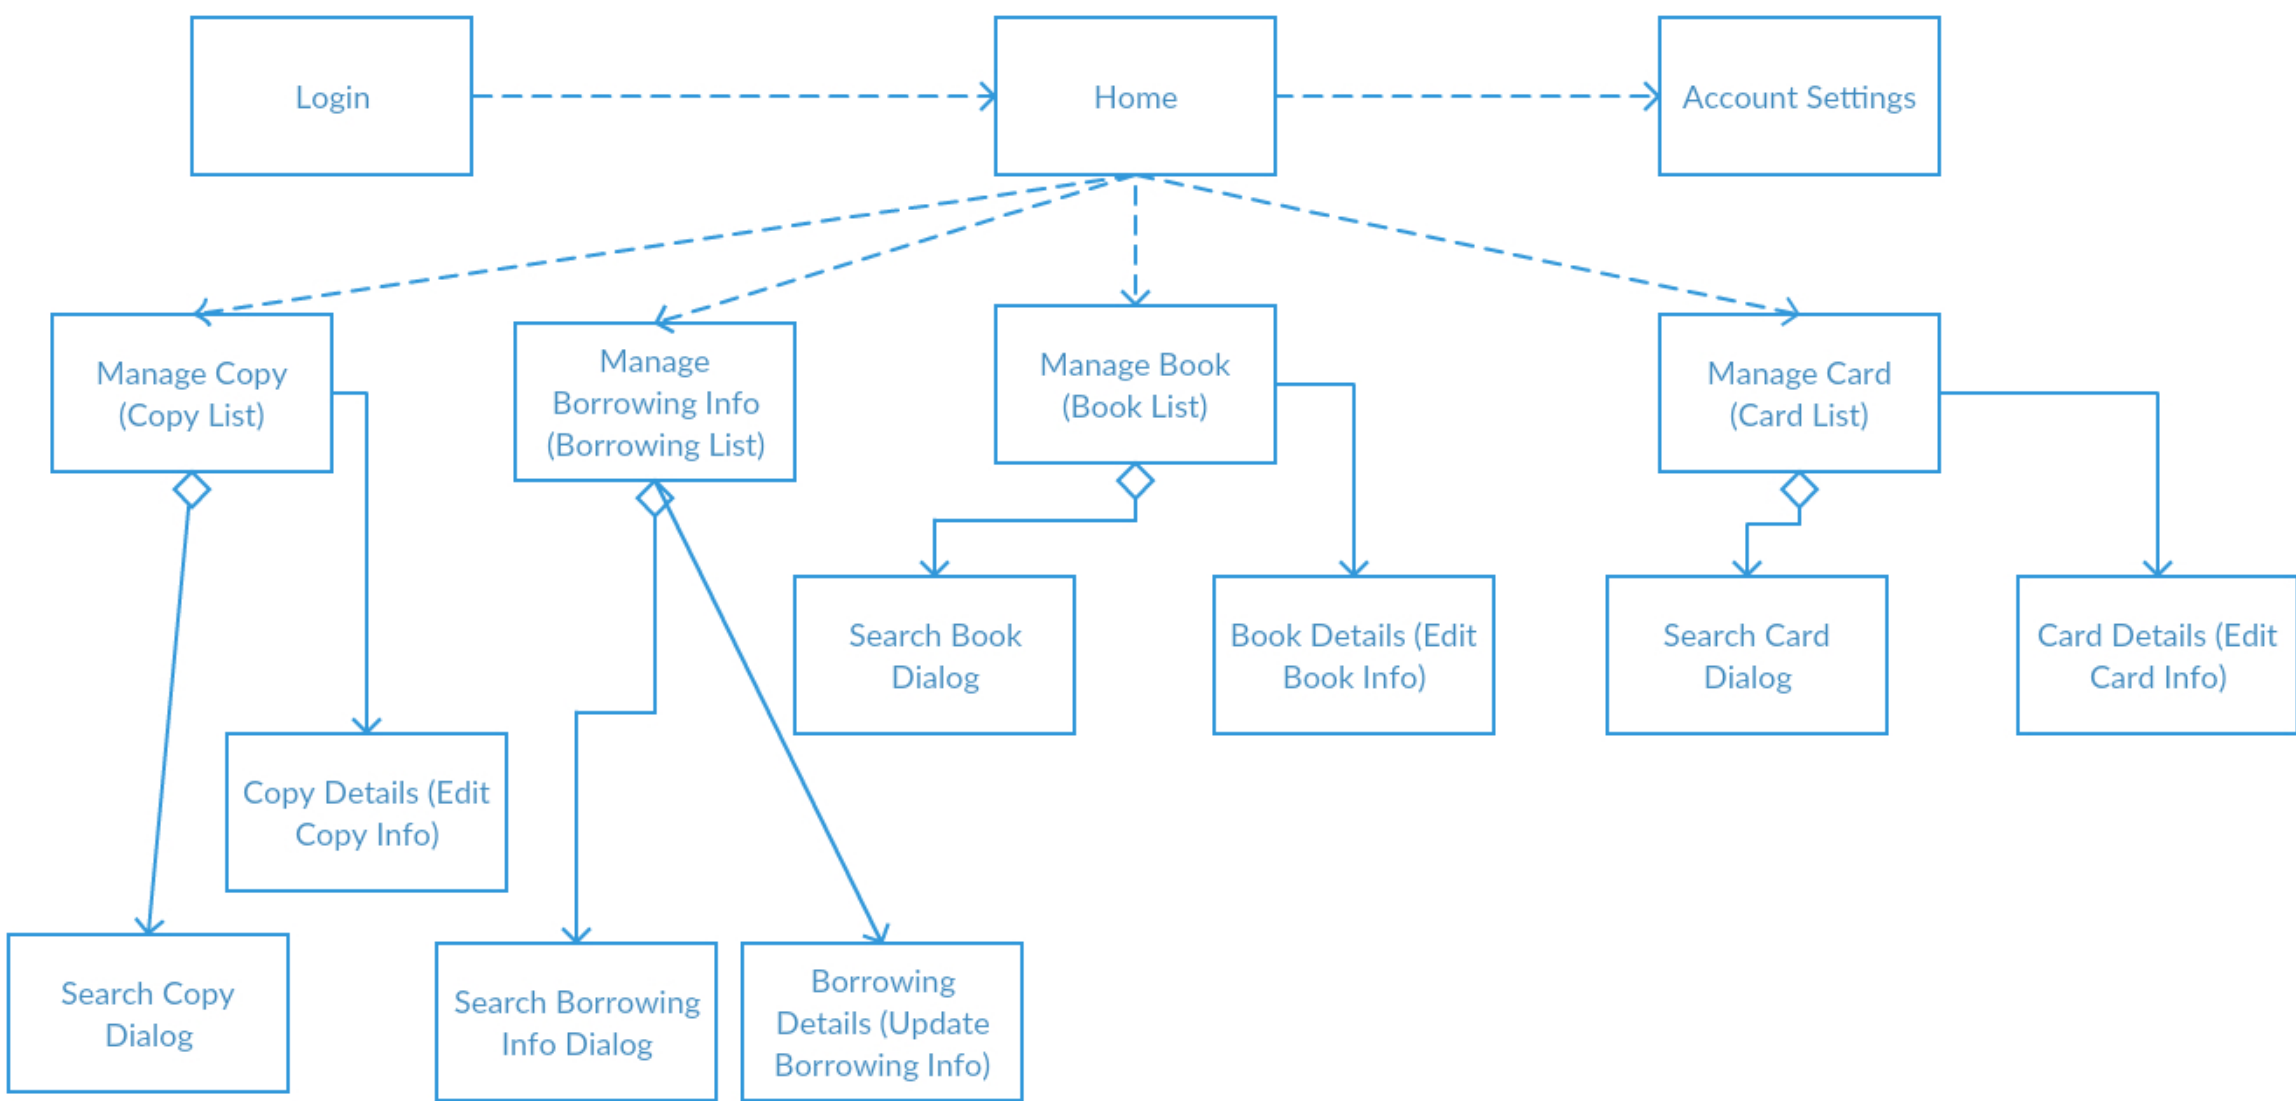 Login
Home
Account Settings
Manage Copy
(Copy List)
Manage
Borrowing Info
(Borrowing List)
Manage Book
(Book List)
Manage Card
(Card List)
Search Book
Dialog
Book Details (Edit
Book Info)
Search Card
Dialog
Card Details (Edit
Card Info)
Copy Details (Edit
Copy Info)
Search Copy
Dialog
Search Borrowing
Info Dialog
Borrowing
Details (Update
Borrowing Info)